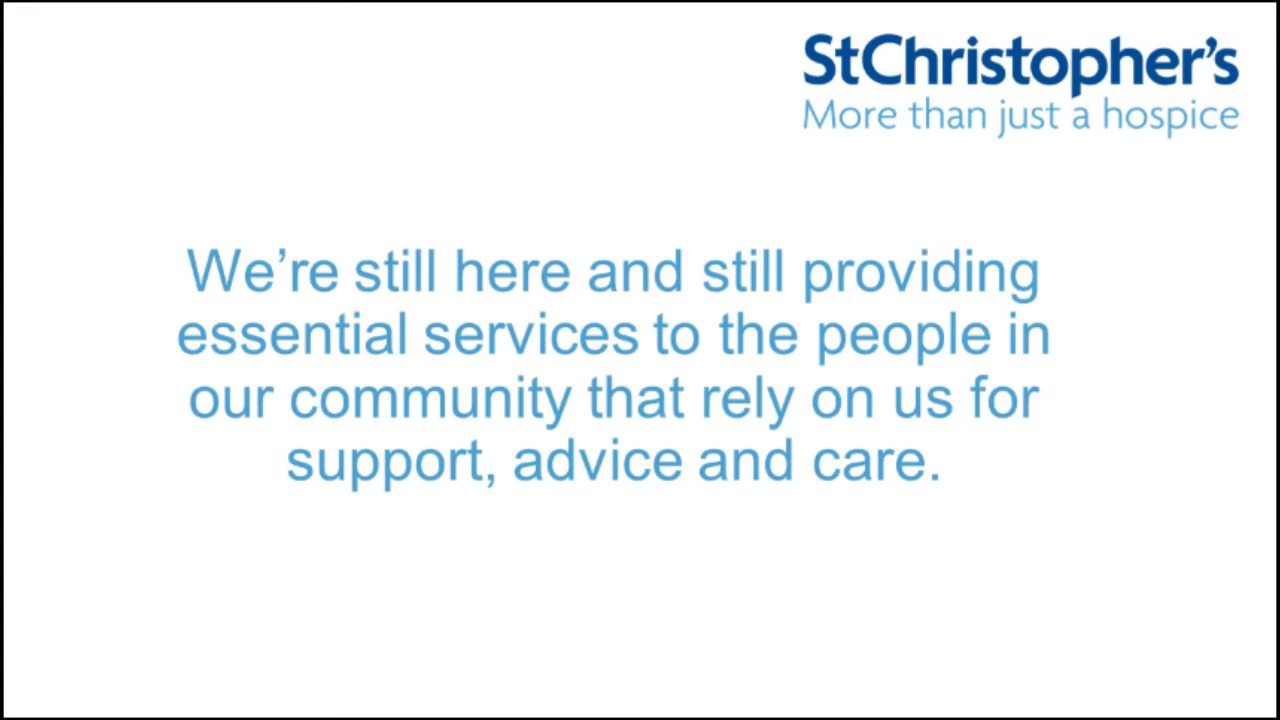 StChristopher’s
More than just a hospice
We’re still here and still providing
essential services to the people in
our community that rely on us for
support, advice and care.